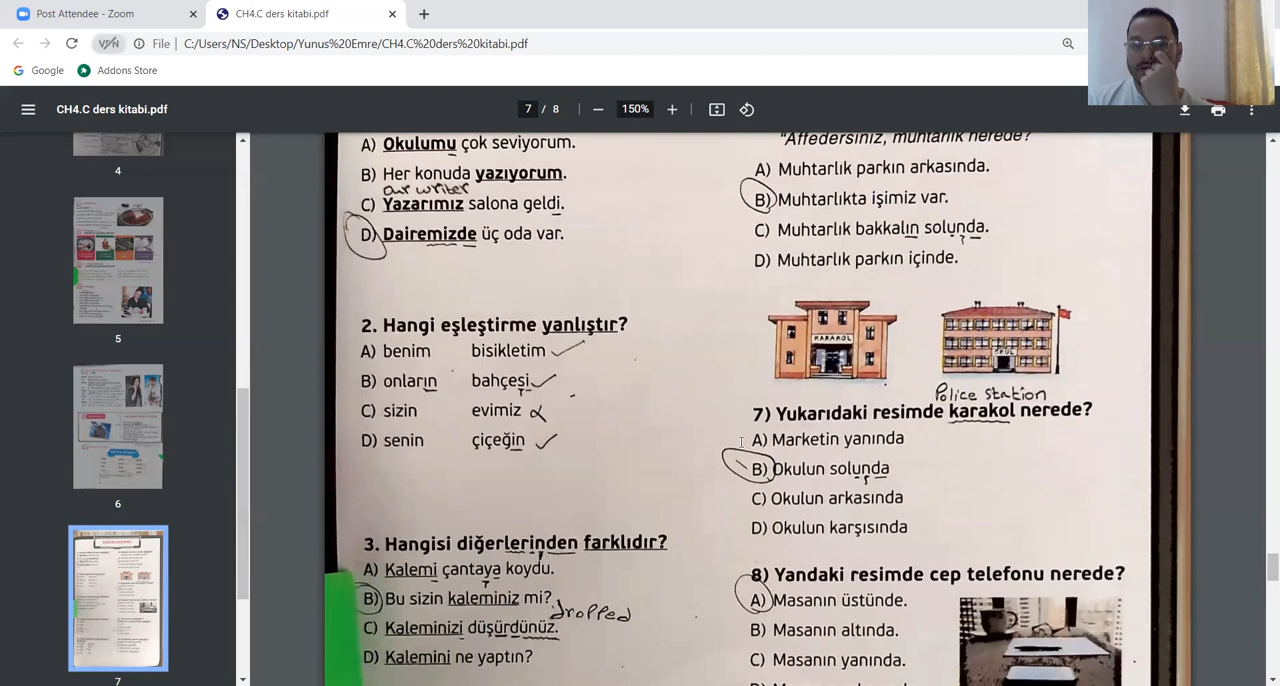 Post Attendee - Zoom
CH4.C ders kitabi.pdf
VPN
File
C:/Users/NS/Desktop/Yunus%20Emre/CH4.C%20ders%20kitabi.pdf
Google
Addons Store
CH4.C ders kitabi.pdf
7 / 8
150%
4
5
6
7
A) Okulumu çok seviyorum.
B) Her konuda yazıyorum.
our writer
C) Yazarımız salona geldi.
D) Dairemizde üç oda var.
2. Hangi eşleştirme yanlıştır?
A) benim bisikletim
B) onların bahçeşi
C) sizin evimiz
D) senin çiçeğin
3. Hangisi diğerlerinden farklıdır?
A) Kalemi çantaya koydu.
B) Bu sizin kaleminiz mi?
dropped
C) Kaleminizi düşürdünüz.
D) Kalemini ne yaptın?
"Affedersiniz, muhtarlık nerede?
A) Muhtarlık parkın arkasında.
B) Muhtarlıkta işimiz var.
C) Muhtarlık bakkalın solunda.
D) Muhtarlık parkın içinde.
KARAKOL
OKUL
Police station
7) Yukarıdaki resimde karakol nerede?
A) Marketin yanında
B) Okulun solunda
C) Okulun arkasında
D) Okulun karşısında
8) Yandaki resimde cep telefonu nerede?
A) Masanın üstünde.
B) Masanın altında.
C) Masanın yanında.